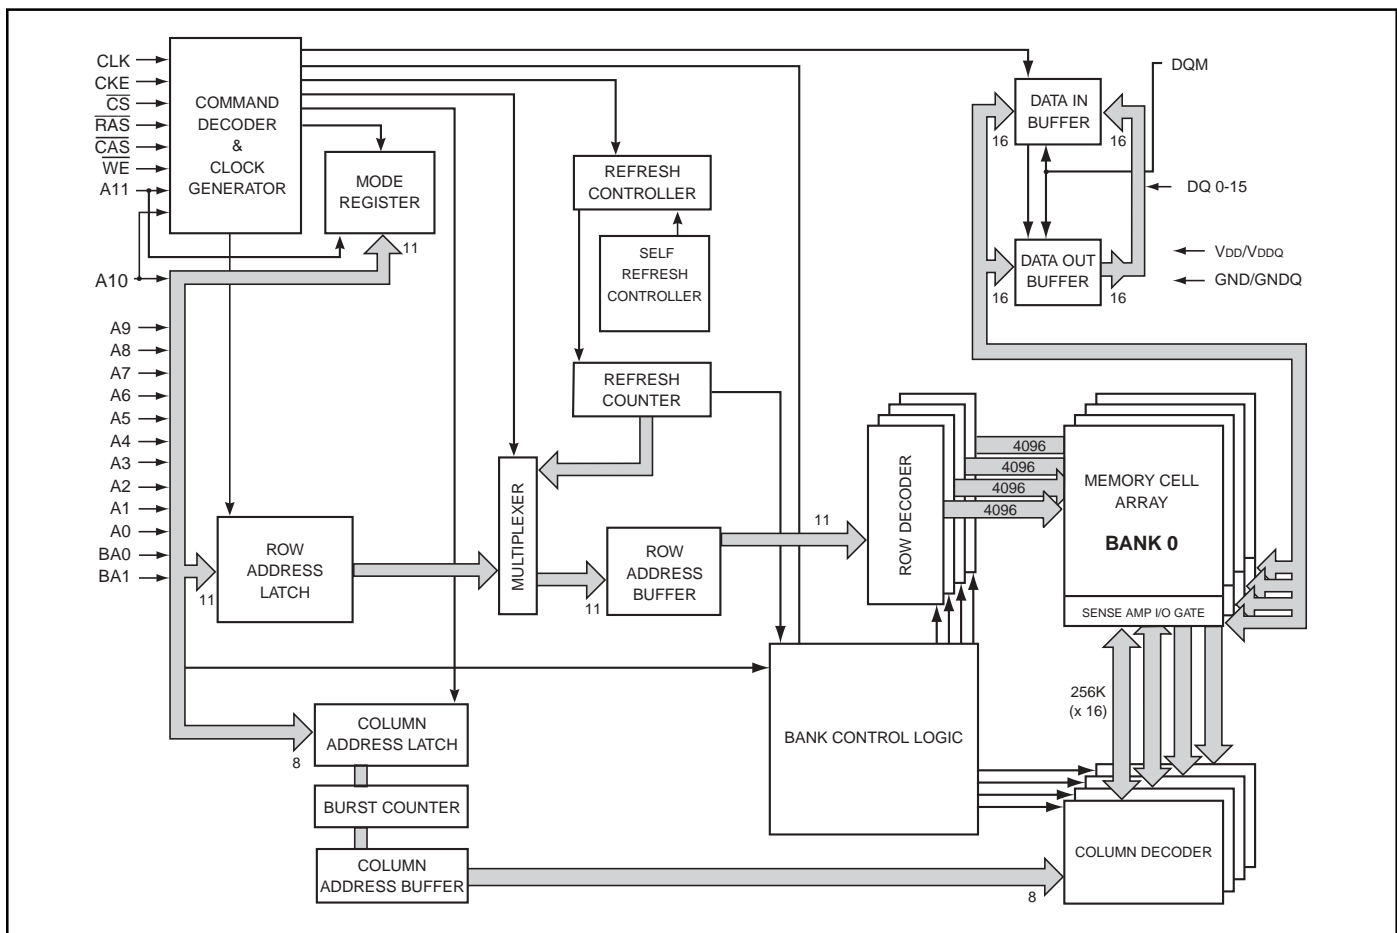 CLK
CKE
CS
RAS
CAS
WE
A11
A10
A9
A8
A7
A6
A5
A4
A3
A2
A1
A0
BA0
BA1
COMMAND
DECODER
&
CLOCK
GENERATOR
MODE
REGISTER
11
REFRESH
CONTROLLER
SELF
REFRESH
CONTROLLER
REFRESH
COUNTER
DATA IN
BUFFER
16
16
DQM
DQ 0-15
DATA OUT
BUFFER
16
16
VDD/VDDQ
GND/GNDQ
11
ROW
ADDRESS
LATCH
MULTIPLEXER
11
ROW
ADDRESS
BUFFER
11
ROW DECODER
4096
4096
4096
4096
MEMORY CELL
ARRAY
BANK 0
SENSE AMP I/O GATE
256K
(x 16)
BANK CONTROL LOGIC
8
COLUMN
ADDRESS LATCH
BURST COUNTER
COLUMN
ADDRESS BUFFER
8
COLUMN DECODER